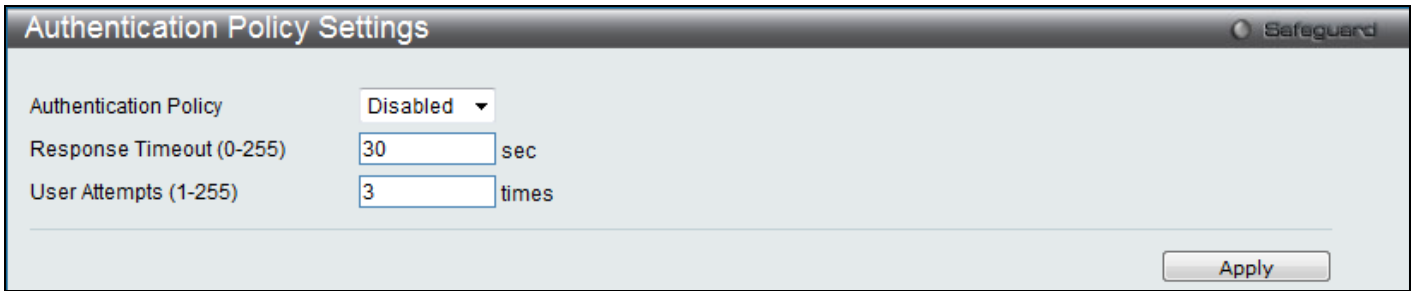 Authentication Policy Settings
Safeguard
Authentication Policy Disabled
Response Timeout (0-255) 30 sec
User Attempts (1-255) 3 times
Apply